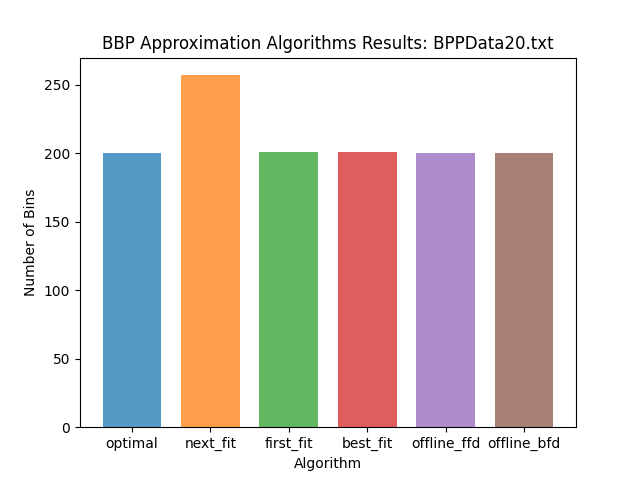 BBP Approximation Algorithms Results: BPPData20.txt
250
200
150
100
50
0
Number of Bins
optimal next_fit first_fit best_fit offline_ffd offline_bfd
Algorithm